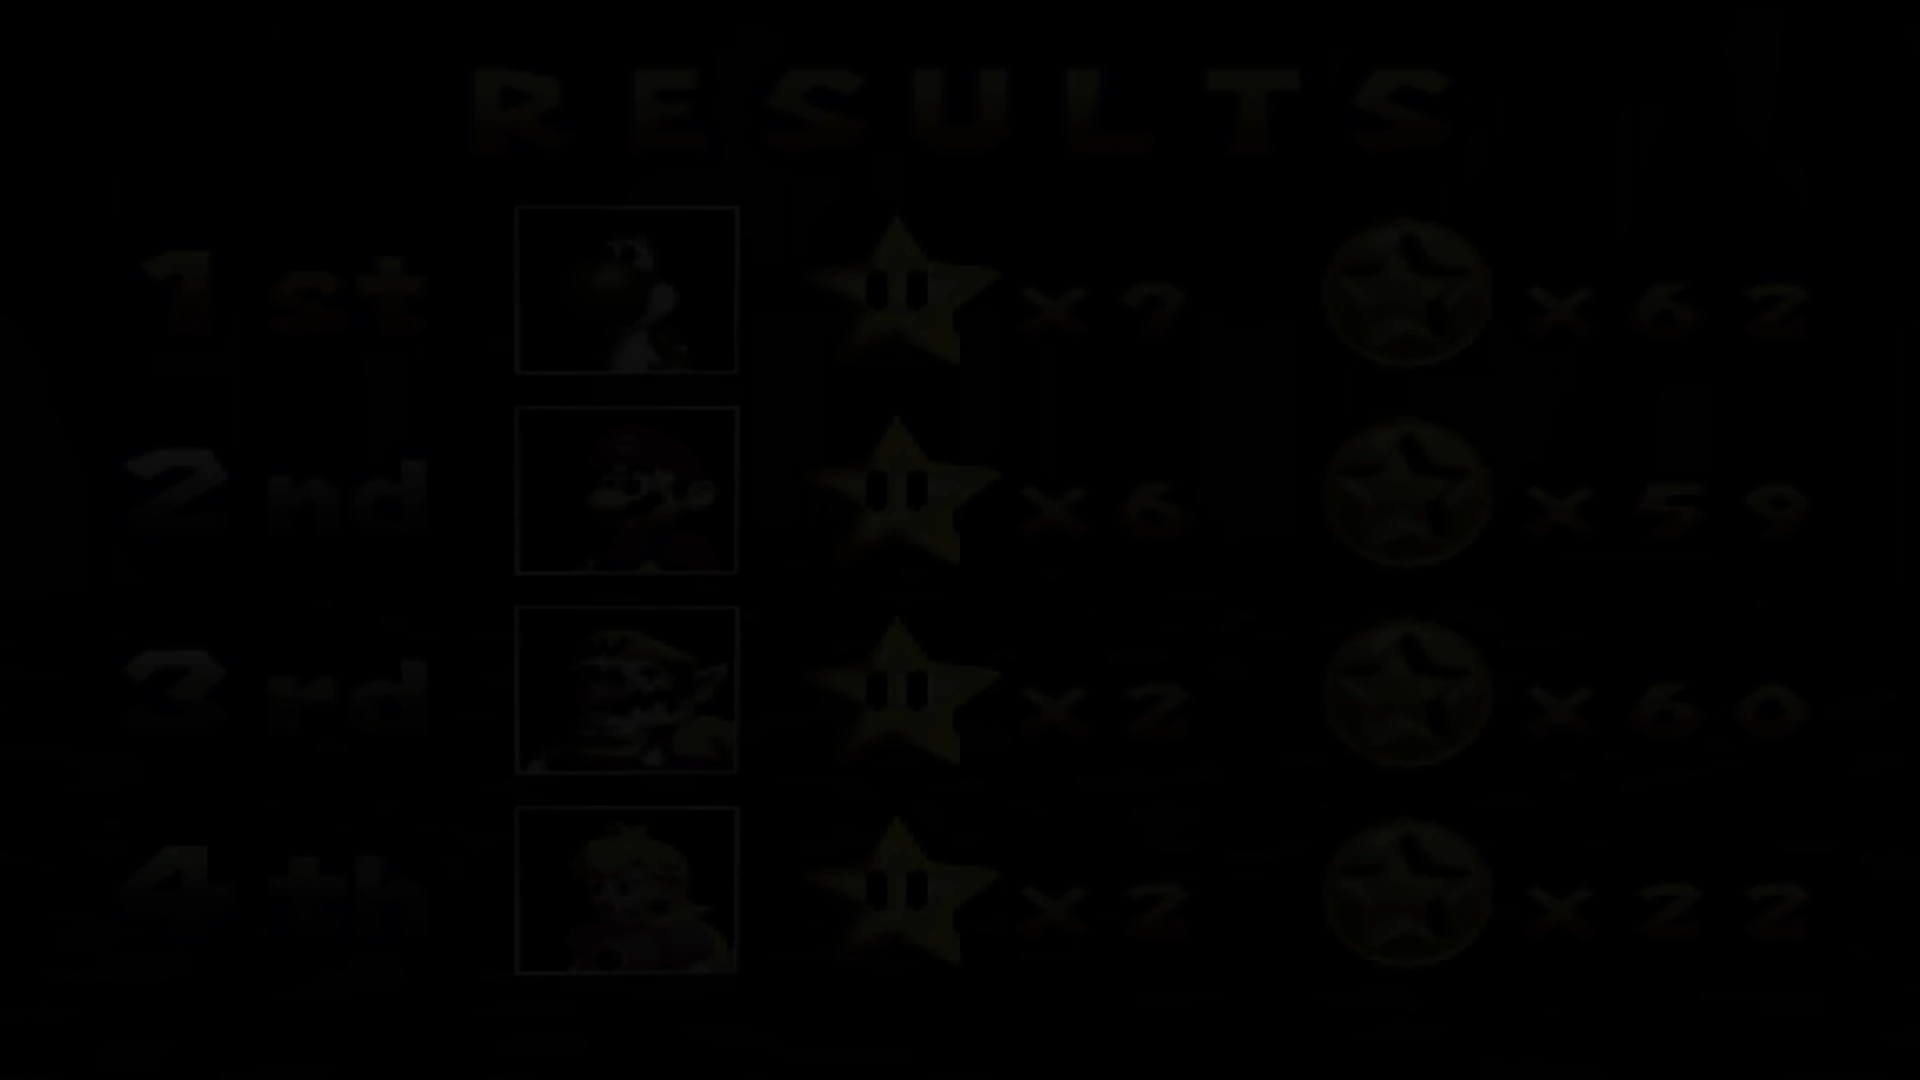 RESULTS
1st × 7 × 62
2nd × 6 × 59
3rd × 2 × 60
4th × 2 × 22